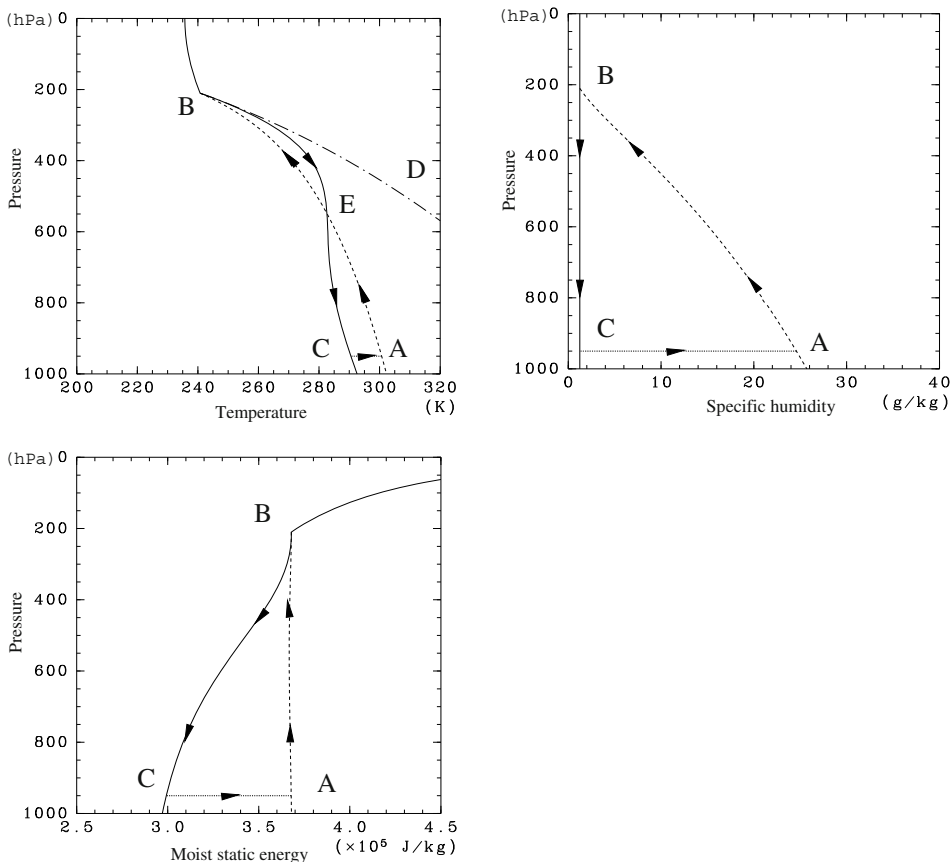 (hPa) 0
200
400
600
800
1000
Pressure
B
D
E
C
A
200 220 240 260 280 300 320
Temperature
(K)
(hPa) 0
200
400
600
800
1000
Pressure
B
C
A
0 10 20 30 40
Specific humidity
(g/kg)
(hPa) 0
200
400
600
800
1000
Pressure
B
C
A
2.5 3.0 3.5 4.0 4.5
Moist static energy
(×10⁵ J/kg)